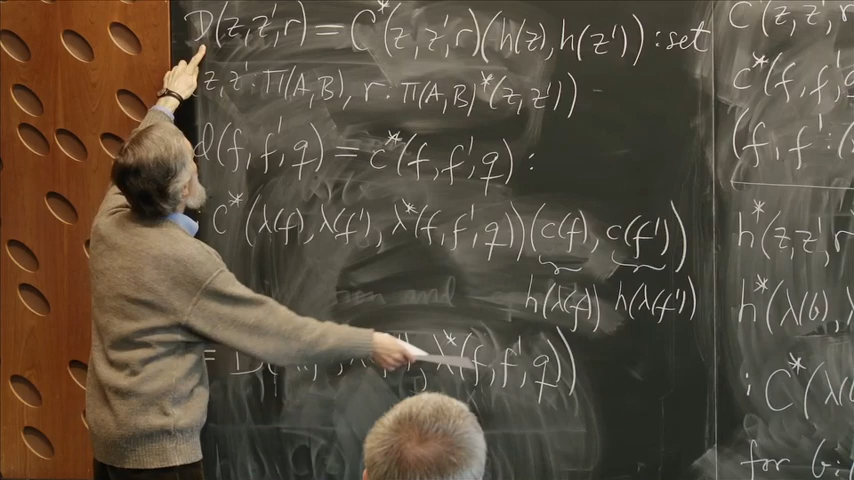 D(z,z',r) = C*(z,z',r)(h(z),h(z')) : set
z,z' : Π(A,B), r : Π(A,B)*(z,z'))
d(f,f',q) = c*(f,f',q) :
C*(λ(f),λ(f'),λ*(f,f',q))(c(f),c(f'))
h(λ(f)) h(λ(f'))
= D( λ*(f,f',q))
C(z,z',r
c*(f,f',q
(f,f' : (
h*(z,z',r
h*(λ(b),λ
i C*(λ(
for b: